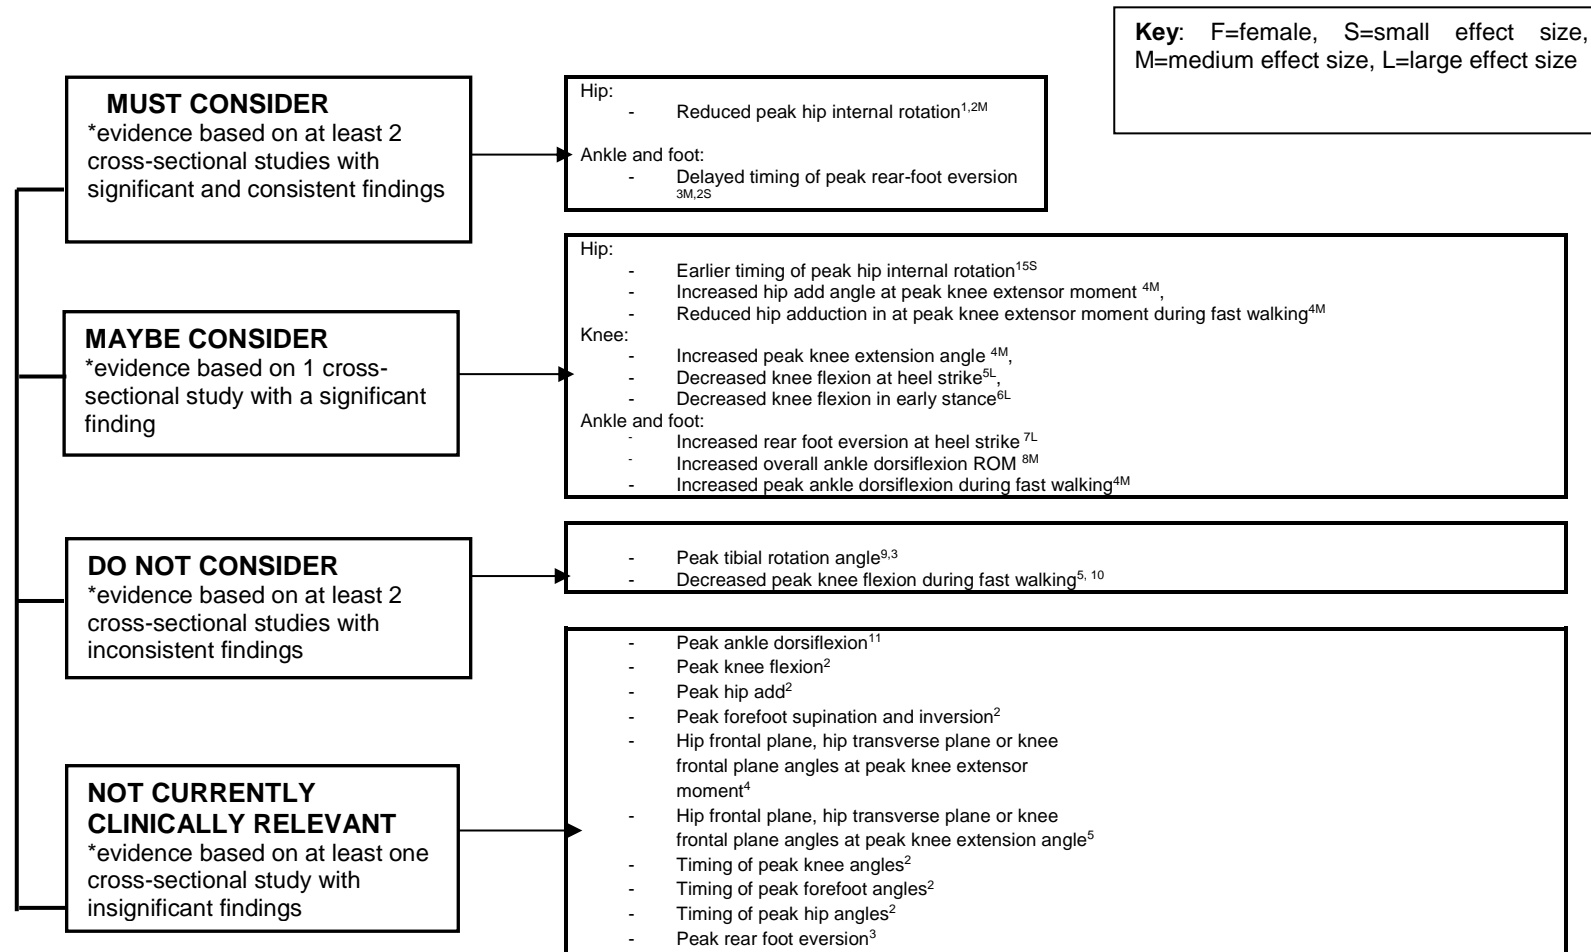 Key: F=female, S=small effect size,
M=medium effect size, L=large effect size
MUST CONSIDER
*evidence based on at least 2
cross-sectional studies with
significant and consistent findings
Hip:
- Reduced peak hip internal rotation1,2M
Ankle and foot:
- Delayed timing of peak rear-foot eversion
3M,2S
MAYBE CONSIDER
*evidence based on 1 cross-
sectional study with a significant
finding
Hip:
- Earlier timing of peak hip internal rotation15S
- Increased hip add angle at peak knee extensor moment 4M,
- Reduced hip adduction in at peak knee extensor moment during fast walking4M
Knee:
- Increased peak knee extension angle 4M,
- Decreased knee flexion at heel strike5L,
- Decreased knee flexion in early stance6L
Ankle and foot:
- Increased rear foot eversion at heel strike 7L
- Increased overall ankle dorsiflexion ROM 8M
- Increased peak ankle dorsiflexion during fast walking4M
DO NOT CONSIDER
*evidence based on at least 2
cross-sectional studies with
inconsistent findings
- Peak tibial rotation angle9,3
- Decreased peak knee flexion during fast walking5, 10
NOT CURRENTLY
CLINICALLY RELEVANT
*evidence based on at least one
cross-sectional study with
insignificant findings
- Peak ankle dorsiflexion11
- Peak knee flexion2
- Peak hip add2
- Peak forefoot supination and inversion2
- Hip frontal plane, hip transverse plane or knee
frontal plane angles at peak knee extensor
moment4
- Hip frontal plane, hip transverse plane or knee
frontal plane angles at peak knee extension angle5
- Timing of peak knee angles2
- Timing of peak forefoot angles2
- Timing of peak hip angles2
- Peak rear foot eversion3